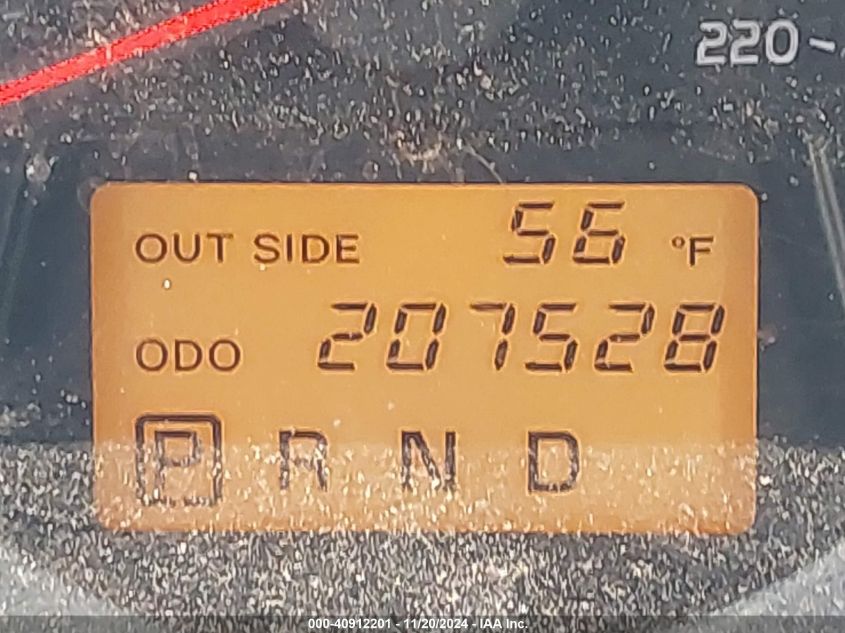 220-
OUT SIDE 56 °F
ODO 207528
P R N D
000-40912201 - 11/20/2024 - IAA Inc.